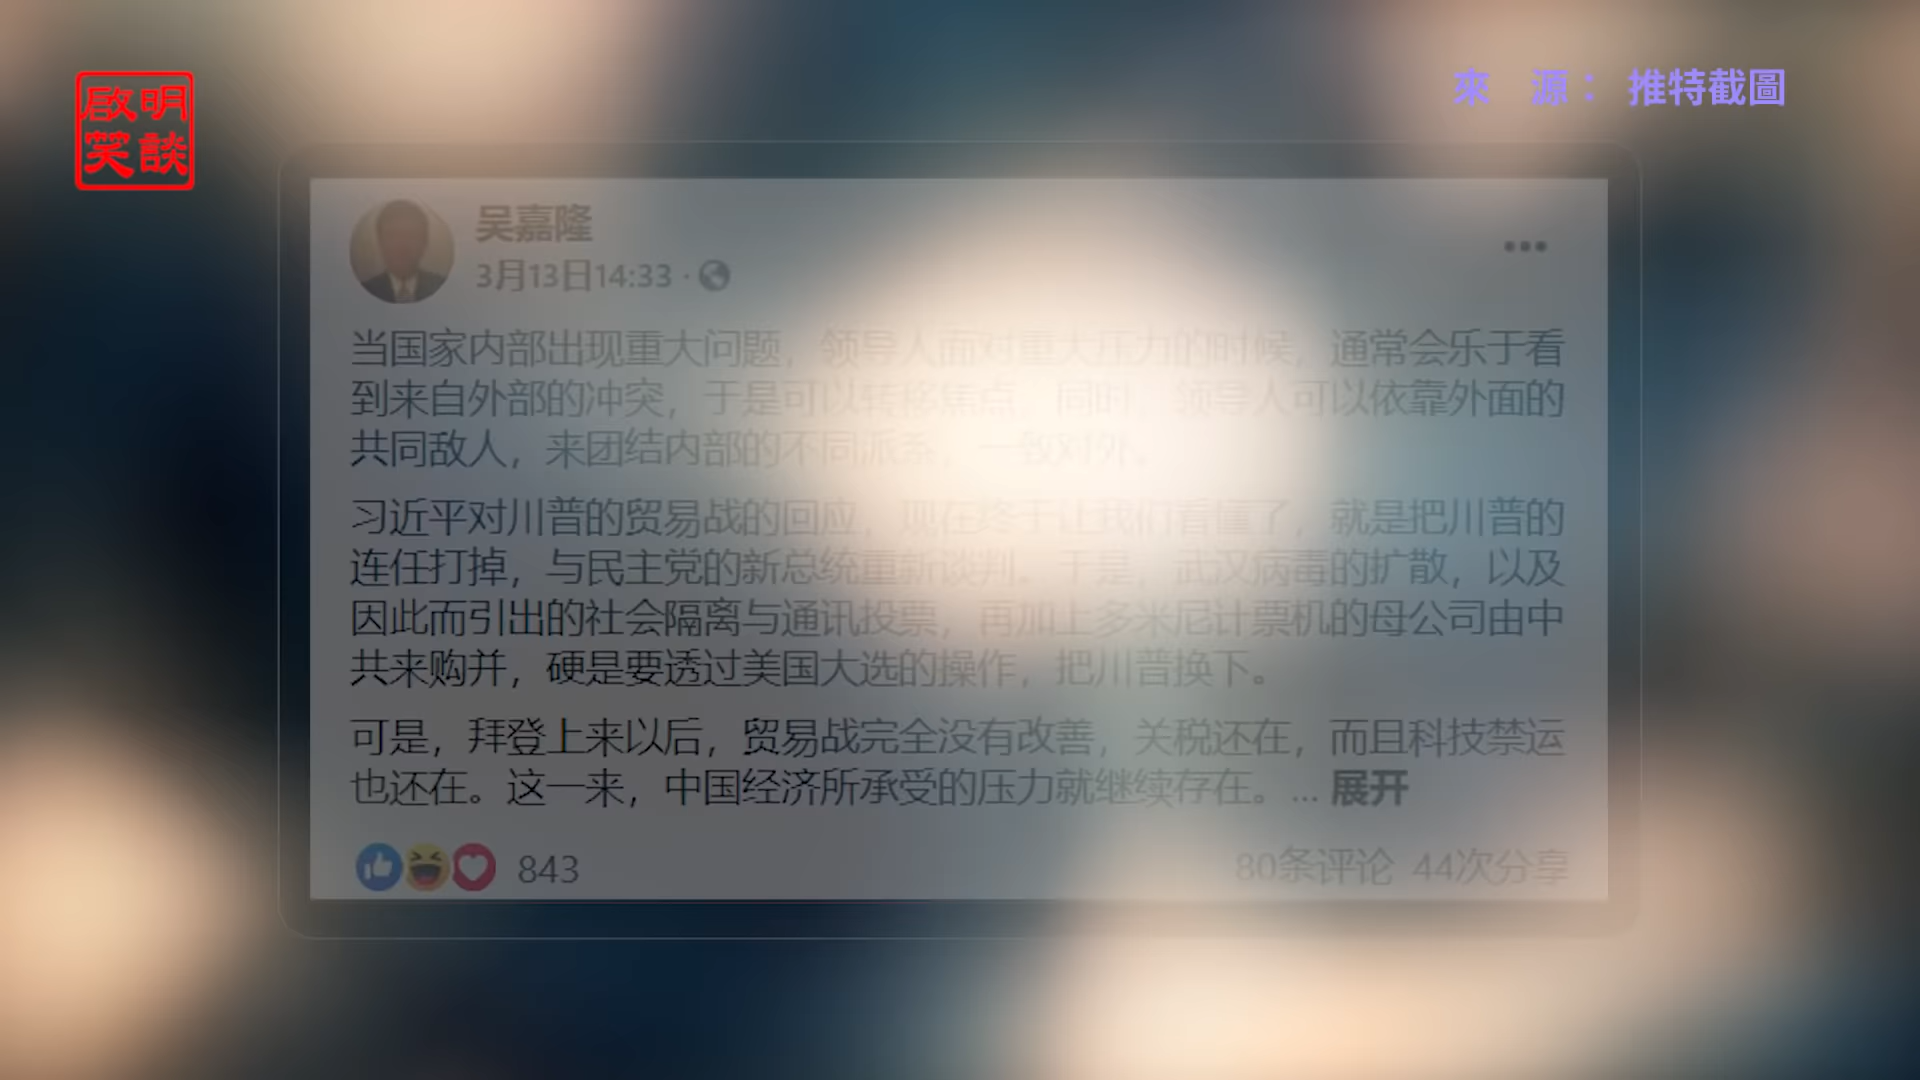 啟明
笑談
來 源： 推特截圖
吴嘉隆
3月13日14:33 ·
当国家内部出现重大问题，领导人面对重大压力的时候，通常会乐于看
到来自外部的冲突，于是可以转移焦点。同时，领导人可以依靠外面的
共同敌人，来团结内部的不同派系，一致对外。
习近平对川普的贸易战的回应，现在终于让我们看懂了，就是把川普的
连任打掉，与民主党的新总统重新谈判。于是，武汉病毒的扩散，以及
因此而引出的社会隔离与通讯投票，再加上多米尼计票机的母公司由中
共来购并，硬是要透过美国大选的操作，把川普换下。
可是，拜登上来以后，贸易战完全没有改善，关税还在，而且科技禁运
也还在。这一来，中国经济所承受的压力就继续存在。... 展开
843
80条评论 44次分享